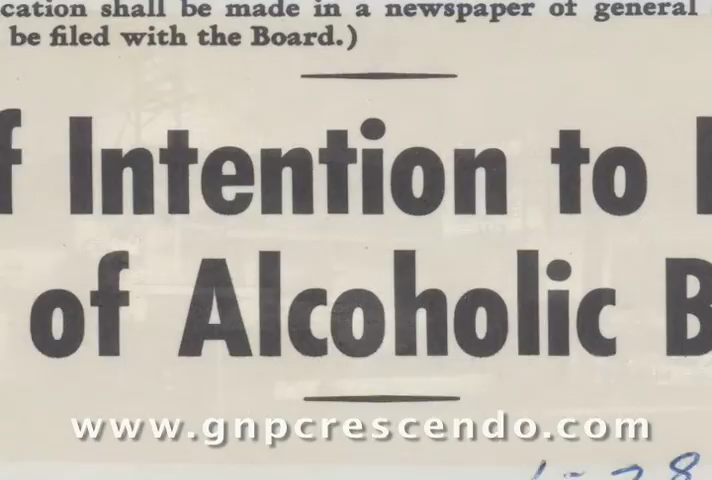 cation shall be made in a newspaper of general
be filed with the Board.)
f Intention to
of Alcoholic B
www.gnpcrescendo.com